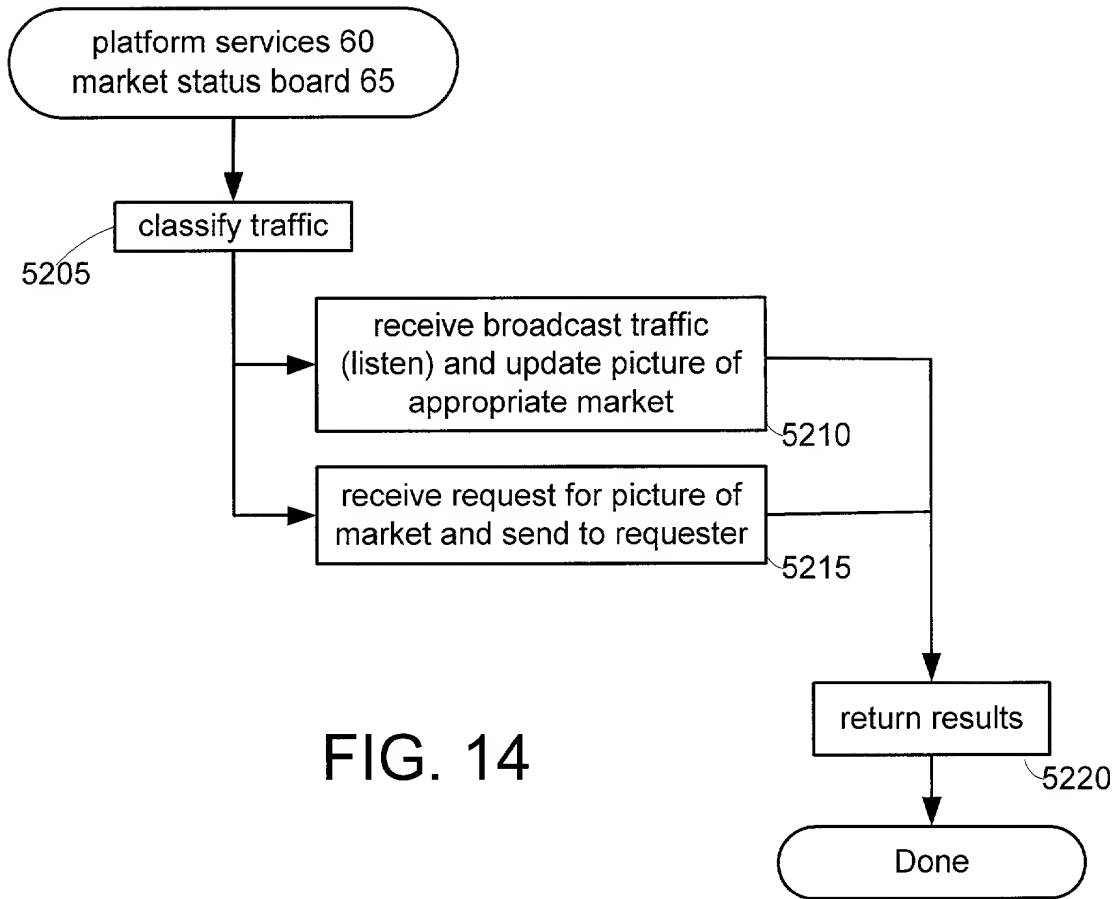 platform services 60
market status board 65
classify traffic
5205
receive broadcast traffic
(listen) and update picture of
appropriate market
5210
receive request for picture of
market and send to requester
5215
return results
5220
FIG. 14
Done